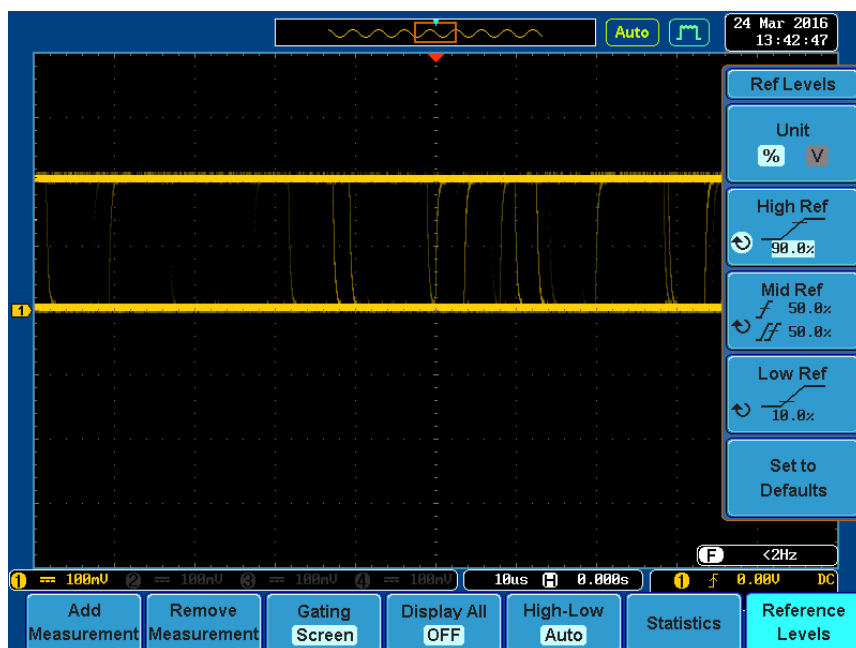 Auto
24 Mar 2016
13:42:47
Ref Levels
Unit
% V
High Ref
90.0%
Mid Ref
50.0%
50.0%
Low Ref
10.0%
Set to
Defaults
1
F <2Hz
1 100mV 2 100mV 3 100mV 4 100mV 10us H 0.000s 1 0.00V DC
Add
Measurement
Remove
Measurement
Gating
Screen
Display All
OFF
High-Low
Auto
Statistics
Reference
Levels